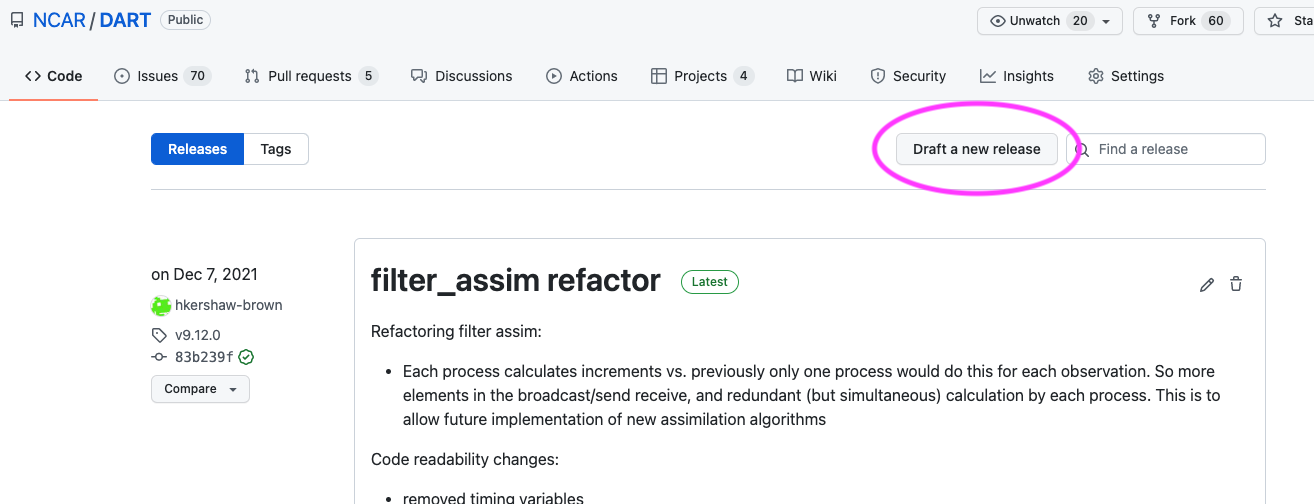 NCAR / DART Public
Unwatch 20
Fork 60
Sta
Code
Issues 70
Pull requests 5
Discussions
Actions
Projects 4
Wiki
Security
Insights
Settings
Releases
Tags
Draft a new release
Find a release
on Dec 7, 2021
hkershaw-brown
v9.12.0
83b239f
Compare
filter_assim refactor Latest
Refactoring filter assim:
• Each process calculates increments vs. previously only one process would do this for each observation. So more
elements in the broadcast/send receive, and redundant (but simultaneous) calculation by each process. This is to
allow future implementation of new assimilation algorithms
Code readability changes:
• removed timing variables